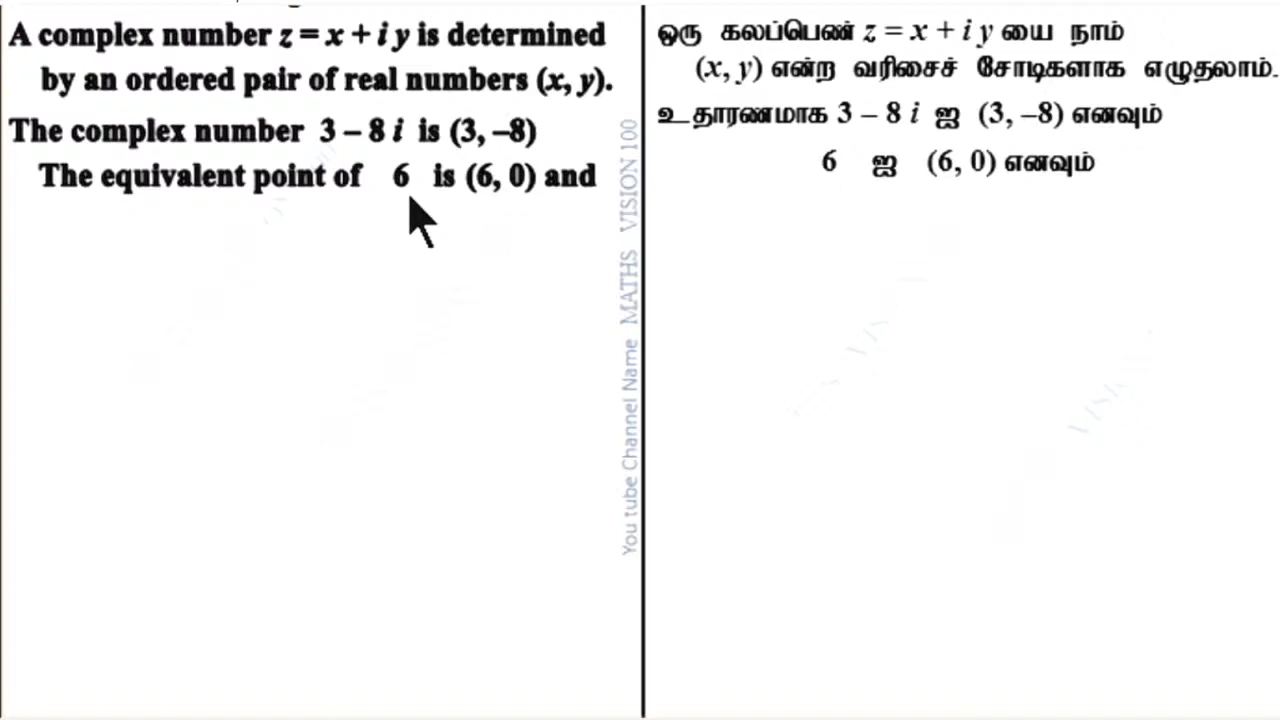 A complex number z = x + i y is determined
by an ordered pair of real numbers (x, y).
The complex number 3 – 8 i is (3, –8)
The equivalent point of 6 is (6, 0) and
You tube Channel Name MATHS VISION 100
ஒரு கலப்பெண் z = x + i y யை நாம்
(x, y) என்ற வரிசைச் சோடிகளாக எழுதலாம்.
உதாரணமாக 3 – 8 i ஐ (3, –8) எனவும்
6 ஐ (6, 0) எனவும்